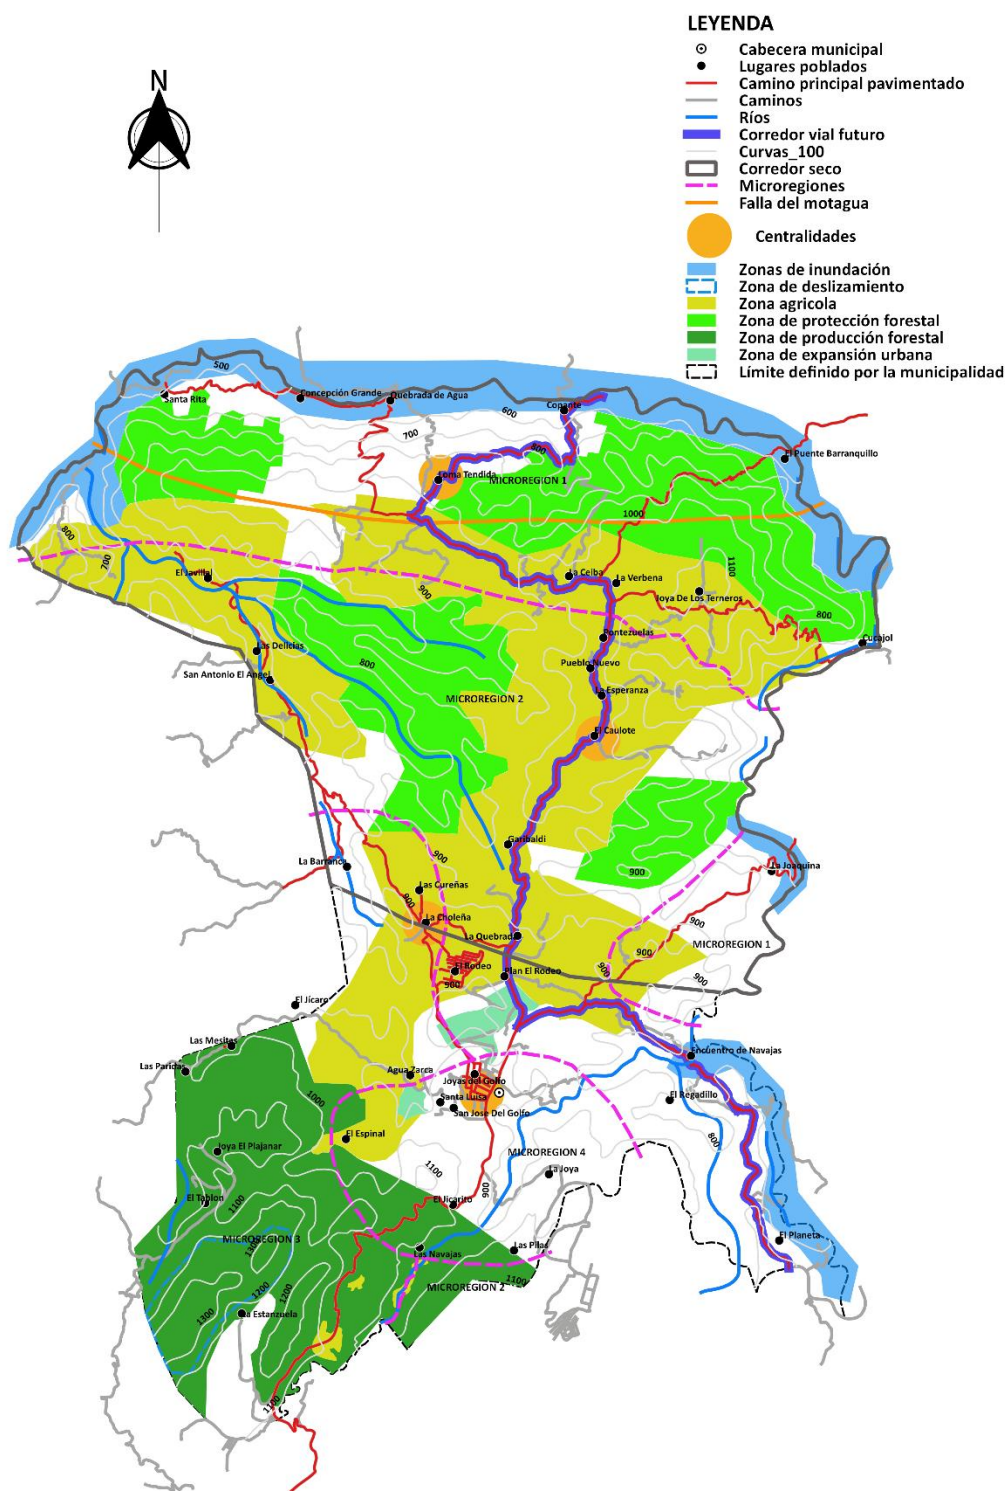 LEYENDA
Cabecera municipal
Lugares poblados
Camino principal pavimentado
Caminos
Ríos
Corredor vial futuro
Curvas_100
Corredor seco
Microregiones
Falla del motagua
Centralidades
Zonas de inundación
Zona de deslizamiento
Zona agricola
Zona de protección forestal
Zona de producción forestal
Zona de expansión urbana
Límite definido por la municipalidad
N
500
Santa Rita
Concepción Grande
Quebrada de Agua
600
Copante
700
800
El Puente Barranquillo
Loma Tendida
MICROREGION 1
1000
800
700
El Javillal
900
La Ceiba
La Verbena
1100
Joya De Los Terneros
800
Cucajol
Pontezuelas
Las Delicias
800
Pueblo Nuevo
San Antonio El Angel
MICROREGION 2
La Esperanza
El Caulote
Garibaldi
La Barranca
900
900
La Joaquina
Las Cureñas
800
La Choleña
900
La Quebrada
MICROREGION 1
900
El Rodeo
900
Plan El Rodeo
900
900
El Jícaro
Las Mesitas
Encuentro de Navajas
Las Paridas
Agua Zarca
Joyas del Golfo
1000
Santa Luisa
San Jose Del Golfo
El Regadillo
El Espinal
800
Joya El Plajanar
MICROREGION 4
1100
La Joya
900
El Tablon
1100
El Jicarito
MICROREGION 3
1300
El Planeta
Las Navajas
Las Pilas
1100
1200
1200
MICROREGION 2
1300
La Estanzuela
1100